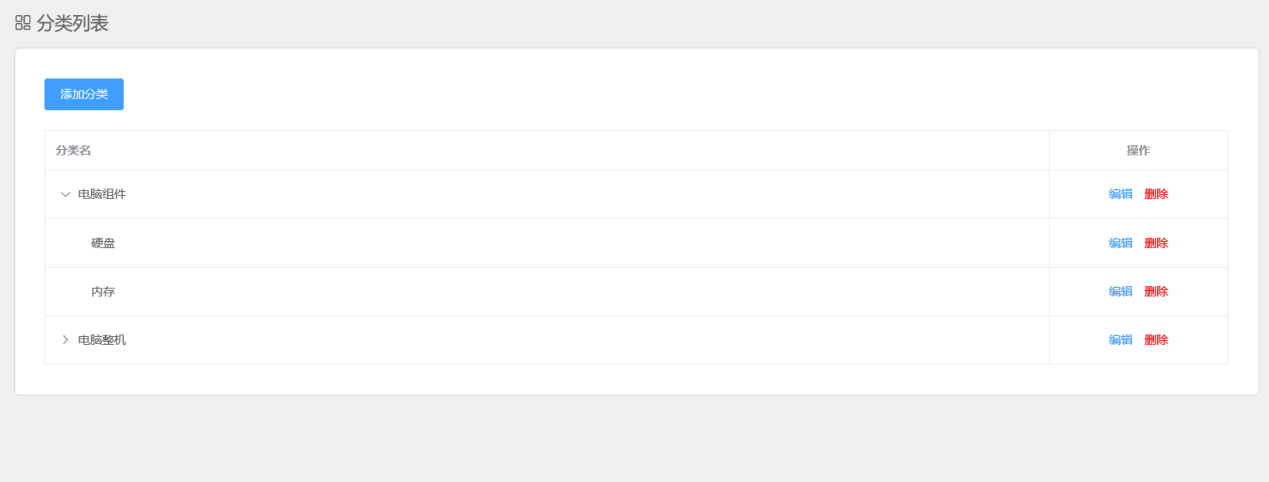 分类列表
添加分类
分类名 操作
电脑组件 编辑 删除
硬盘 编辑 删除
内存 编辑 删除
电脑整机 编辑 删除